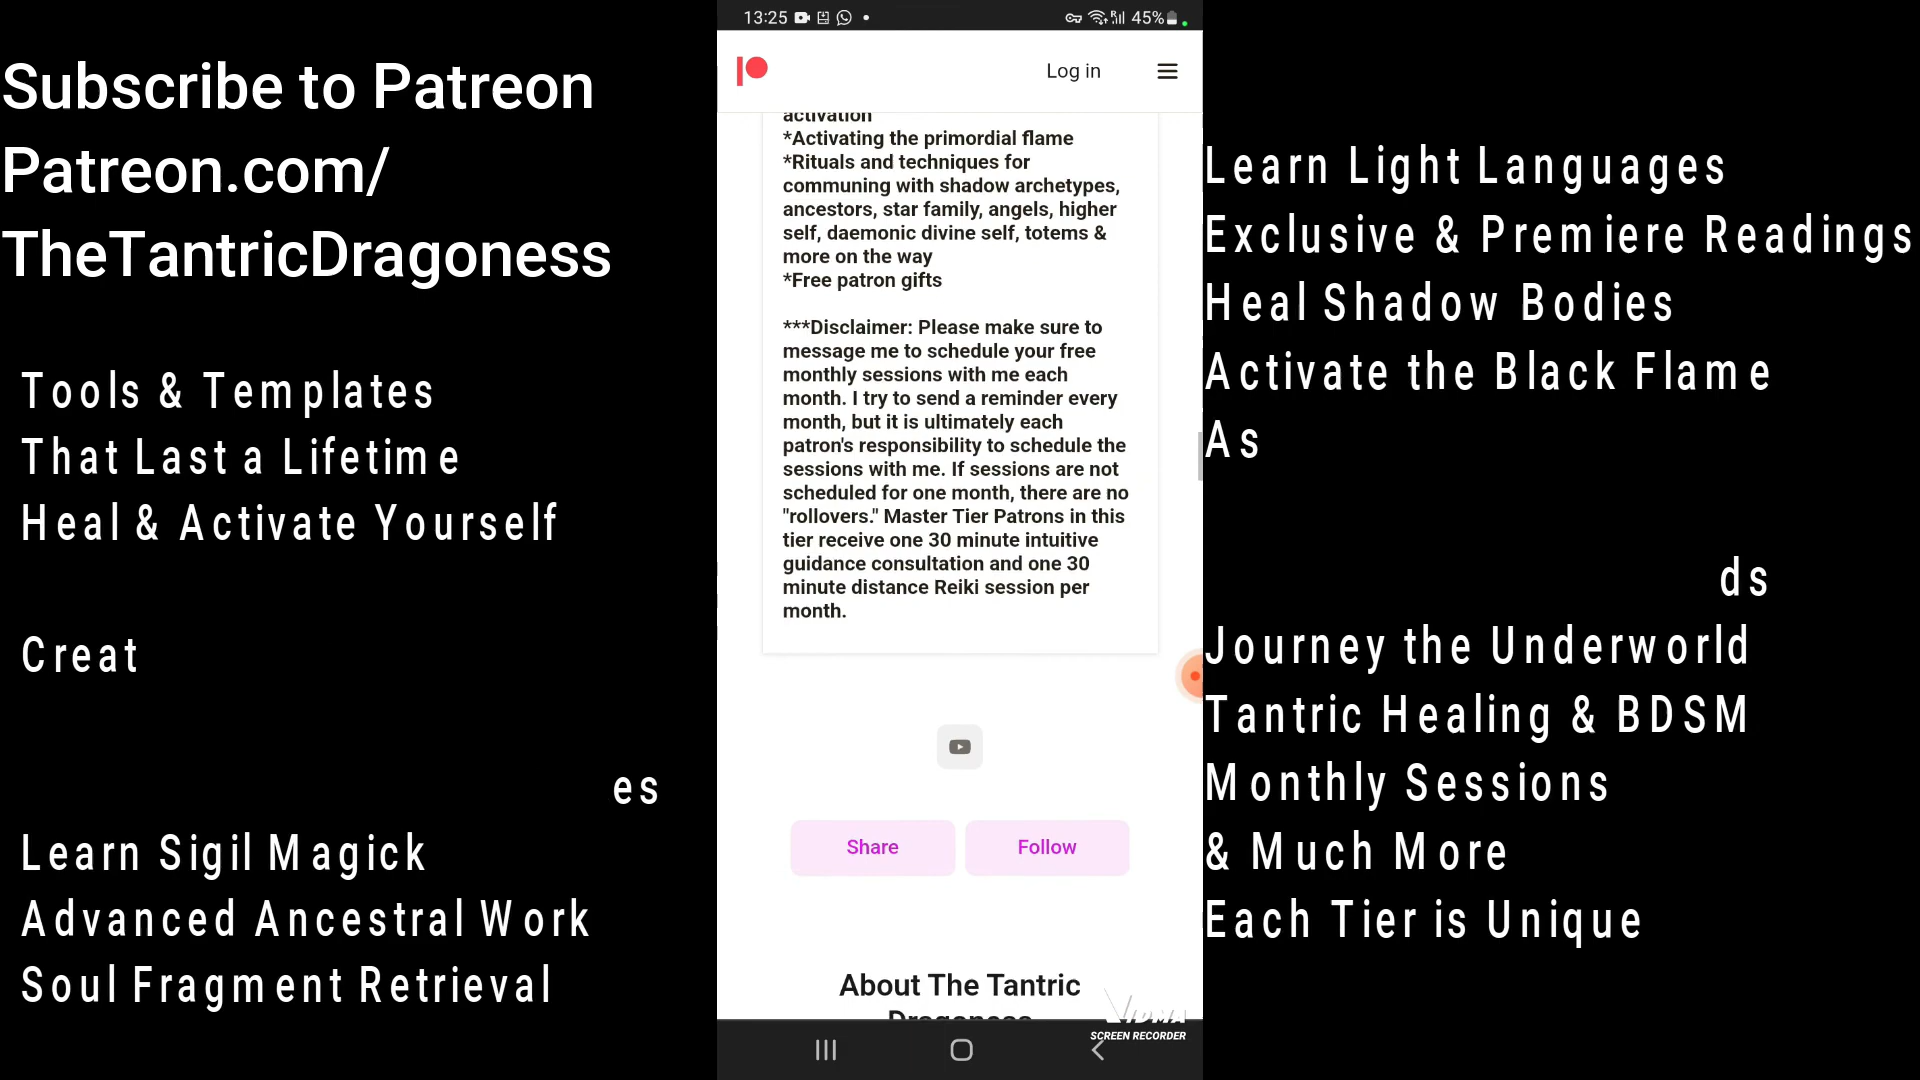 Subscribe to Patreon
Patreon.com/
TheTantricDragoness
Tools & Templates
That Last a Lifetime
Heal & Activate Yourself
Creat
es
Learn Sigil Magick
Advanced Ancestral Work
Soul Fragment Retrieval
13:25
45%
Log in
activation
*Activating the primordial flame
*Rituals and techniques for
communing with shadow archetypes,
ancestors, star family, angels, higher
self, daemonic divine self, totems &
more on the way
*Free patron gifts
***Disclaimer: Please make sure to
message me to schedule your free
monthly sessions with me each
month. I try to send a reminder every
month, but it is ultimately each
patron's responsibility to schedule the
sessions with me. If sessions are not
scheduled for one month, there are no
"rollovers." Master Tier Patrons in this
tier receive one 30 minute intuitive
guidance consultation and one 30
minute distance Reiki session per
month.
Share
Follow
About The Tantric
Dragoness
VIDMA
SCREEN RECORDER
Learn Light Languages
Exclusive & Premiere Readings
Heal Shadow Bodies
Activate the Black Flame
As
ds
Journey the Underworld
Tantric Healing & BDSM
Monthly Sessions
& Much More
Each Tier is Unique